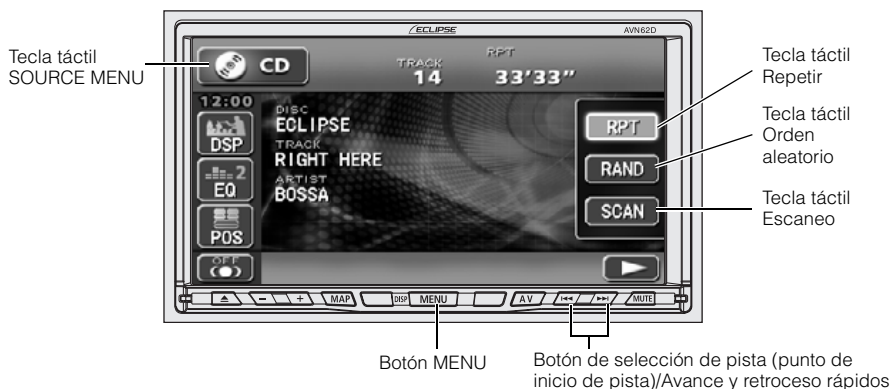 ECLIPSE
AVN62D
Tecla táctil
SOURCE MENU
CD
TRACK
14
RPT
33'33"
12:00
DSP
EQ
2
POS
OFF
DISC
ECLIPSE
TRACK
RIGHT HERE
ARTIST
BOSSA
RPT
RAND
SCAN
Tecla táctil
Repetir
Tecla táctil
Orden
aleatorio
Tecla táctil
Escaneo
− + MAP DISP MENU AV MUTE
Botón MENU
Botón de selección de pista (punto de
inicio de pista)/Avance y retroceso rápidos